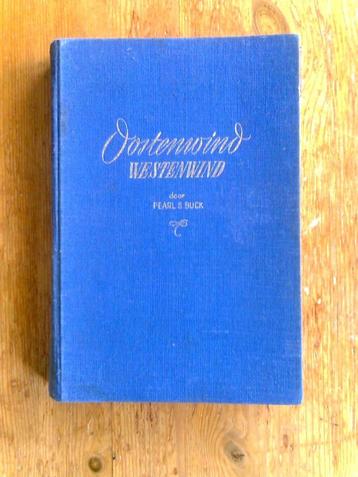 Oostenwind
WESTENWIND
door
PEARL S BUCK